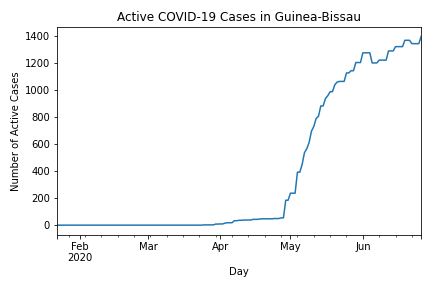 Active COVID-19 Cases in Guinea-Bissau
Number of Active Cases
1400
1200
1000
800
600
400
200
0
Feb Mar Apr May Jun
2020
Day